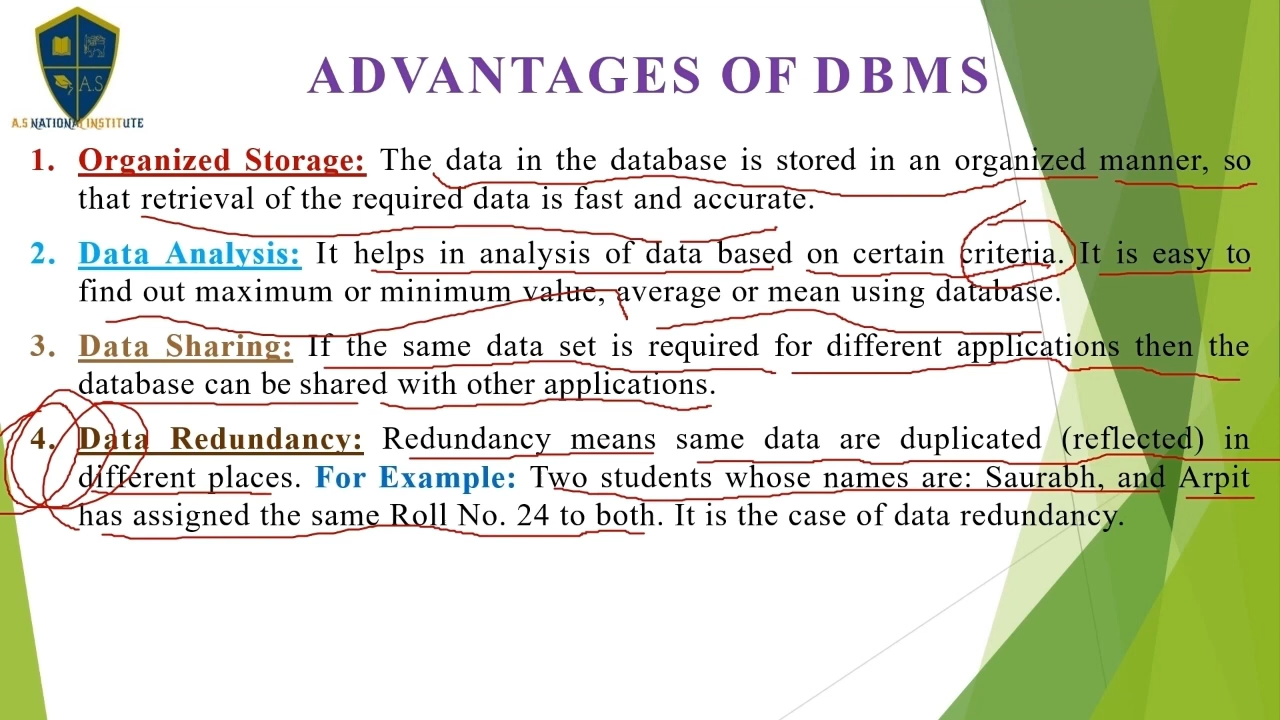 A.S
A.S NATIONAL INSTITUTE
ADVANTAGES OF DBMS
1. Organized Storage: The data in the database is stored in an organized manner, so
that retrieval of the required data is fast and accurate.
2. Data Analysis: It helps in analysis of data based on certain criteria. It is easy to
find out maximum or minimum value, average or mean using database.
3. Data Sharing: If the same data set is required for different applications then the
database can be shared with other applications.
4. Data Redundancy: Redundancy means same data are duplicated (reflected) in
different places. For Example: Two students whose names are: Saurabh, and Arpit
has assigned the same Roll No. 24 to both. It is the case of data redundancy.